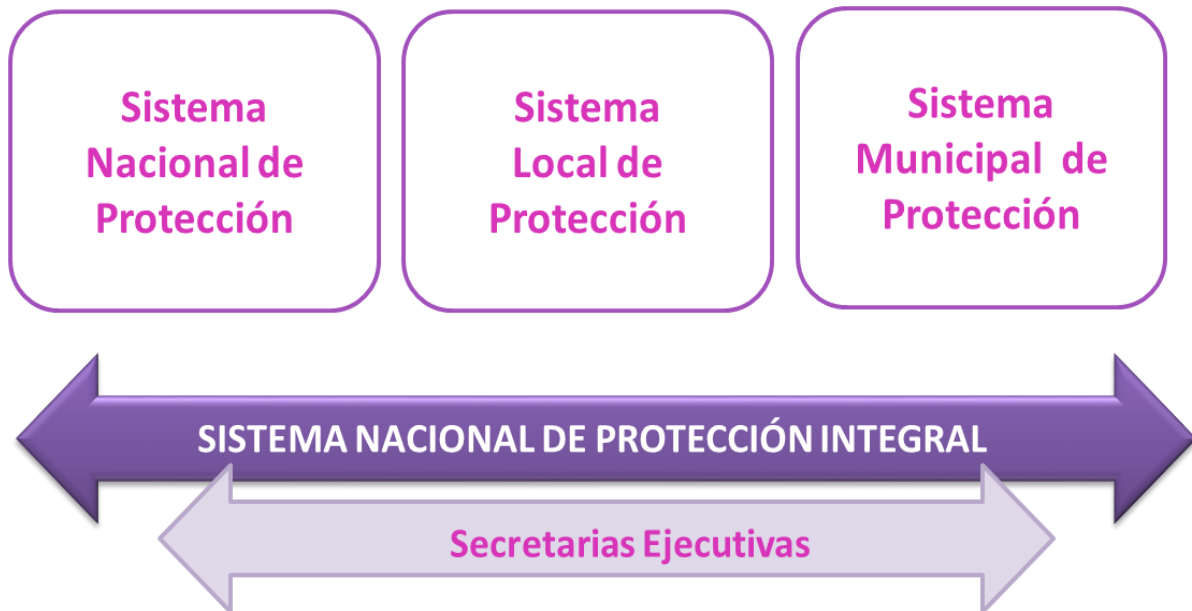 Sistema
Nacional de
Protección
Sistema
Local de
Protección
Sistema
Municipal de
Protección
SISTEMA NACIONAL DE PROTECCIÓN INTEGRAL
Secretarias Ejecutivas